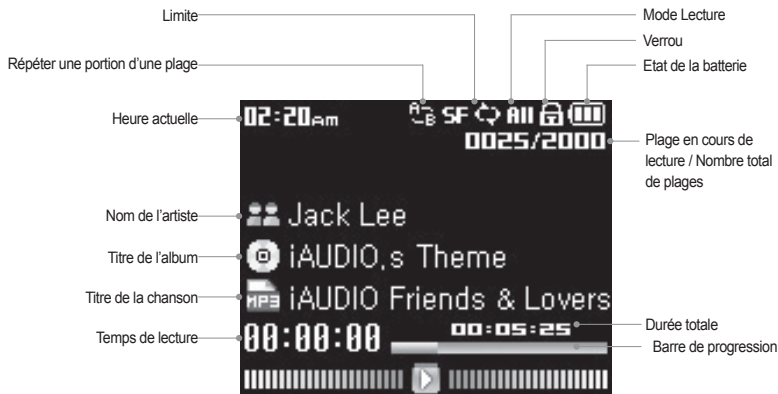 Limite
Mode Lecture
Verrou
Répéter une portion d'une plage
Etat de la batterie
Heure actuelle
02:20Am
A B SF All
0025/2000
Plage en cours de
lecture / Nombre total
de plages
Nom de l'artiste
Jack Lee
Titre de l'album
iAUDIO,s Theme
Titre de la chanson
MP3 iAUDIO Friends & Lovers
Temps de lecture
00:00:00
00:05:25
Durée totale
Barre de progression